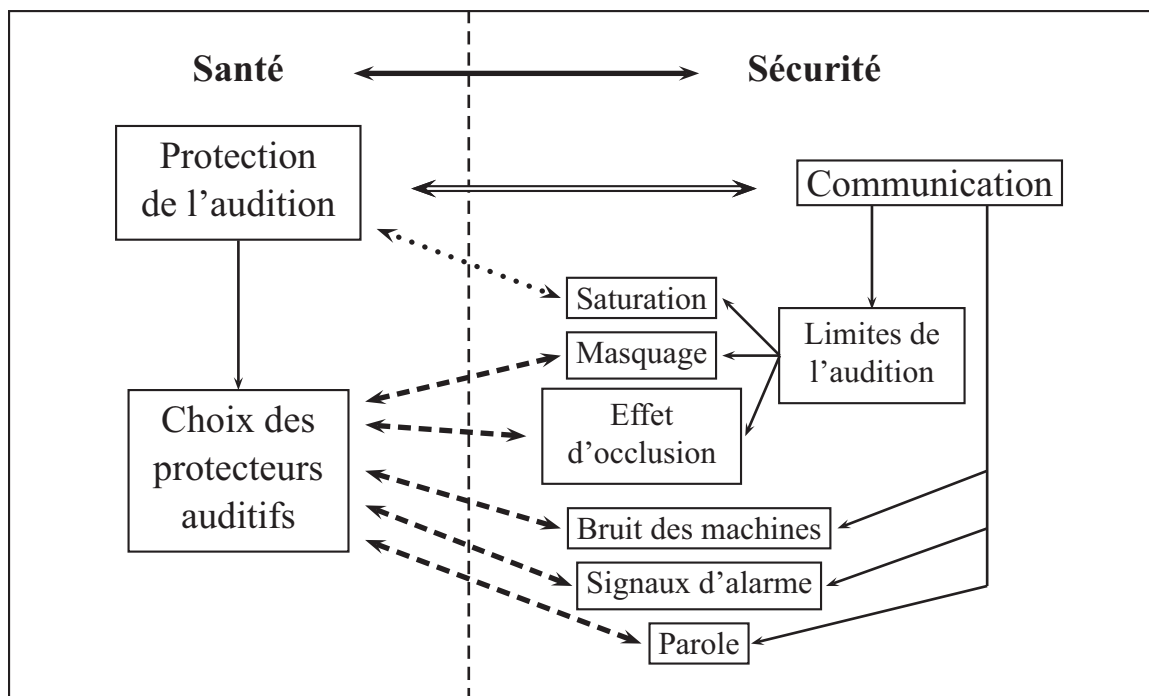 Santé
Sécurité
Protection
de l’audition
Communication
Saturation
Masquage
Effet
d’occlusion
Limites de
l’audition
Choix des
protecteurs
auditifs
Bruit des machines
Signaux d’alarme
Parole